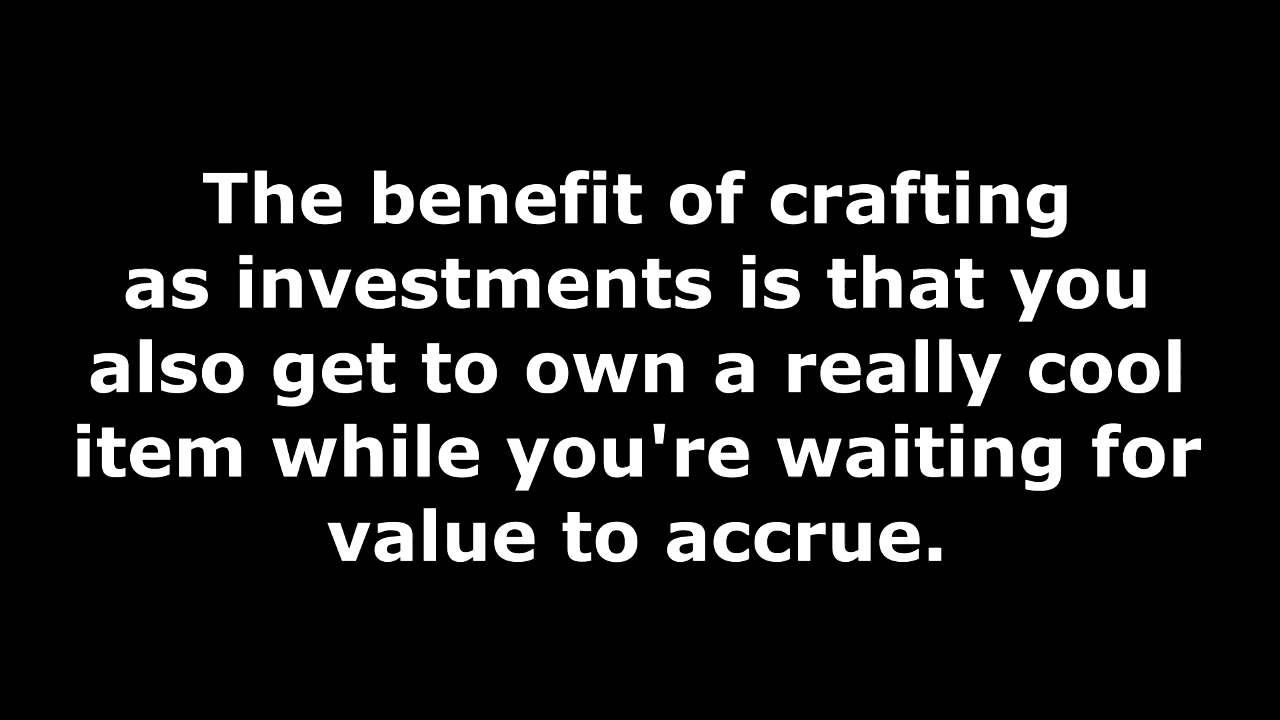 The benefit of crafting
as investments is that you
also get to own a really cool
item while you're waiting for
value to accrue.